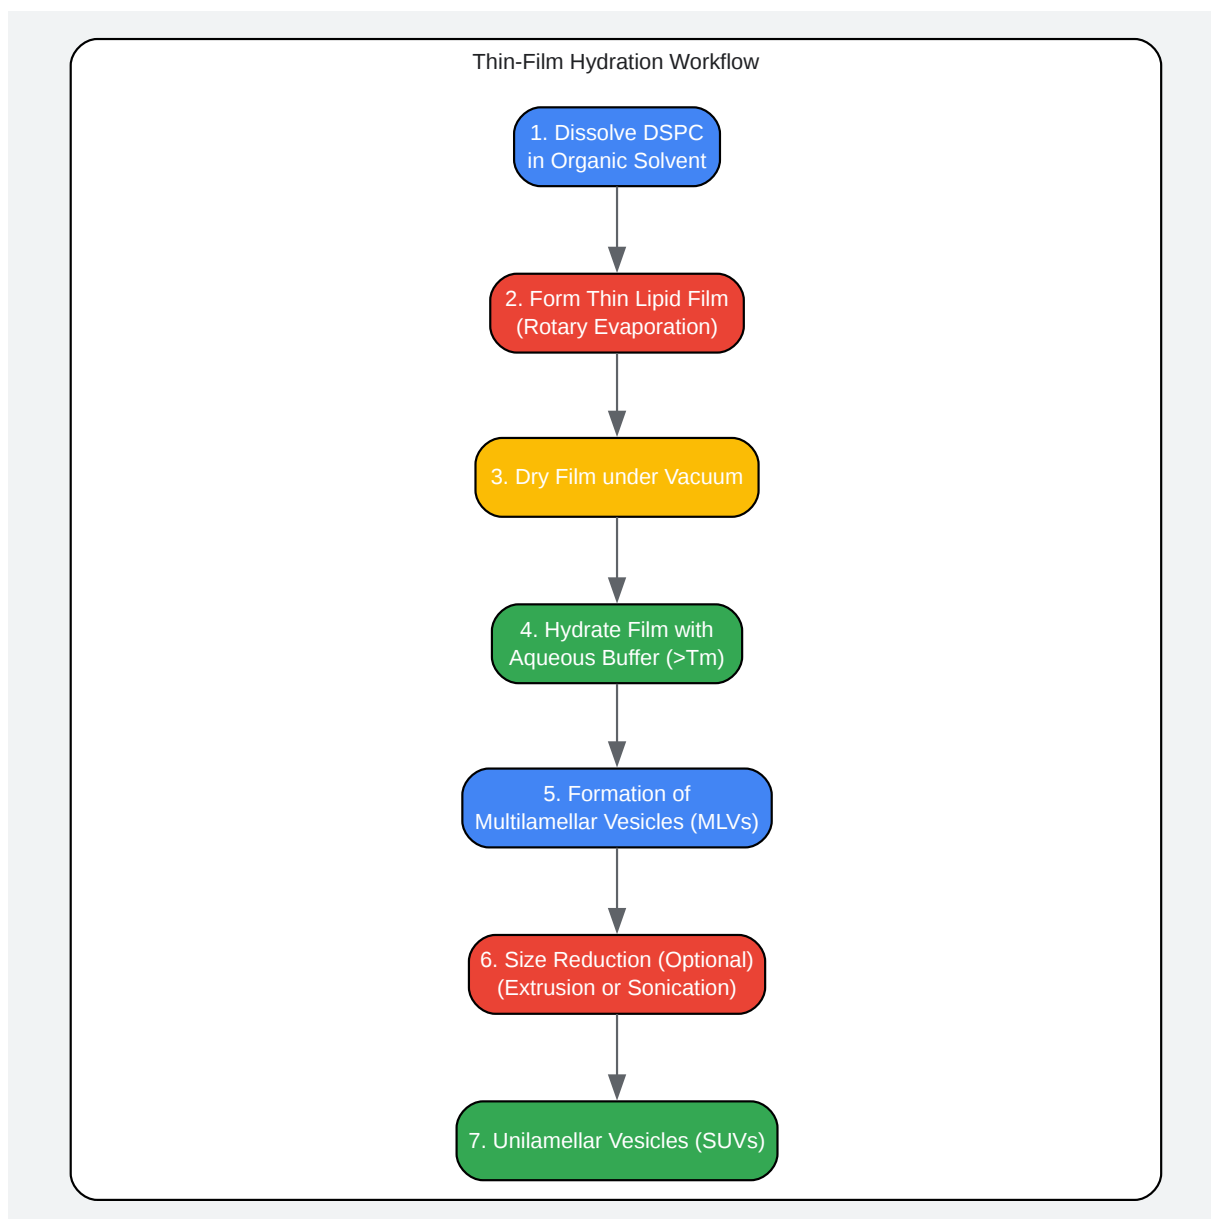 Thin-Film Hydration Workflow
1. Dissolve DSPC
in Organic Solvent
2. Form Thin Lipid Film
(Rotary Evaporation)
3. Dry Film under Vacuum
4. Hydrate Film with
Aqueous Buffer (>Tm)
5. Formation of
Multilamellar Vesicles (MLVs)
6. Size Reduction (Optional)
(Extrusion or Sonication)
7. Unilamellar Vesicles (SUVs)